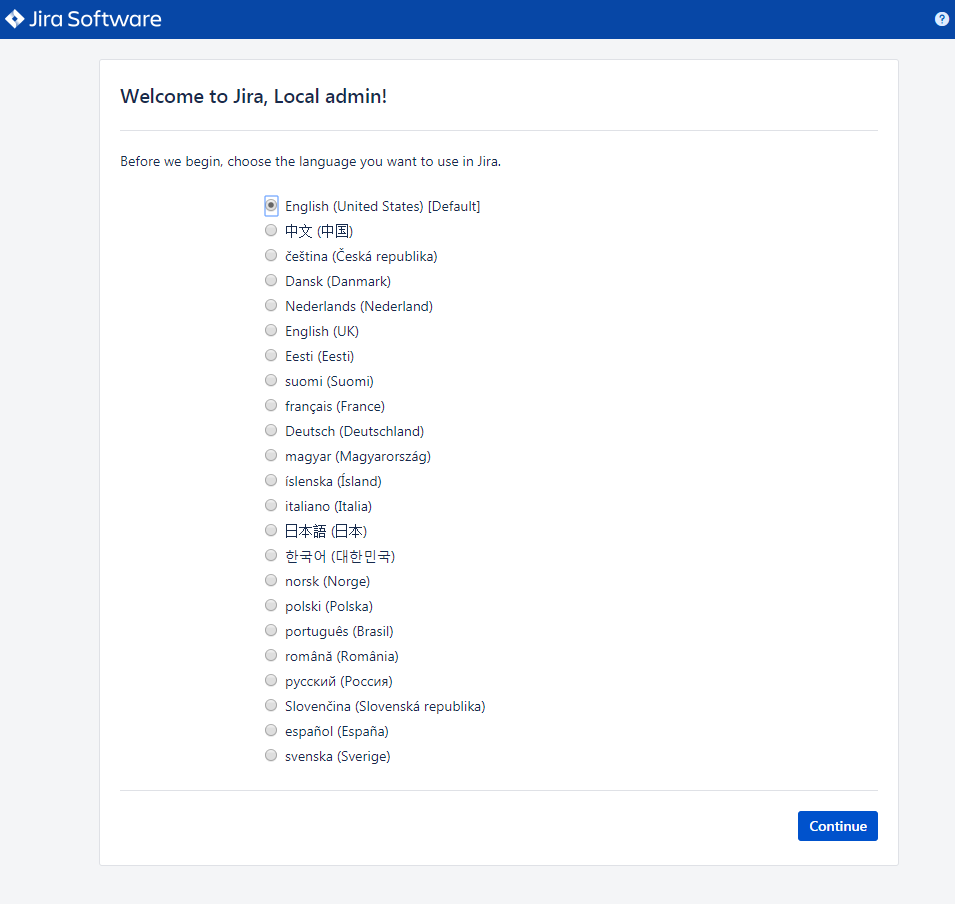 Jira Software
?
Welcome to Jira, Local admin!
Before we begin, choose the language you want to use in Jira.
English (United States) [Default]
中文 (中国)
čeština (Česká republika)
Dansk (Danmark)
Nederlands (Nederland)
English (UK)
Eesti (Eesti)
suomi (Suomi)
français (France)
Deutsch (Deutschland)
magyar (Magyarország)
íslenska (Ísland)
italiano (Italia)
日本語 (日本)
한국어 (대한민국)
norsk (Norge)
polski (Polska)
português (Brasil)
română (România)
русский (Россия)
Slovenčina (Slovenská republika)
español (España)
svenska (Sverige)
Continue